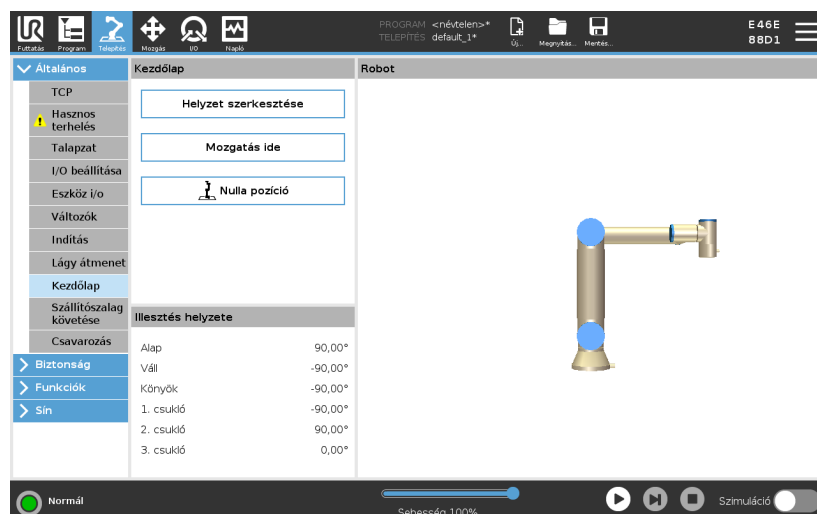 PROGRAM <névtelen>*
TELEPÍTÉS default_1*
E46E
88D1
UR
Futtatás Program Telepítés Mozgás I/O Napló
Új... Megnyitás... Mentés...
Általános
TCP
Hasznos
terhelés
Talapzat
I/O beállítása
Eszköz i/o
Változók
Indítás
Lágy átmenet
Kezdőlap
Szállítószalag
követése
Csavarozás
Biztonság
Funkciók
Sín
Kezdőlap
Helyzet szerkesztése
Mozgatás ide
Nulla pozíció
Illesztés helyzete
Alap 90,00°
Váll -90,00°
Könyök -90,00°
1. csukló -90,00°
2. csukló 90,00°
3. csukló 0,00°
Robot
Normál
Sebesség 100%
Szimuláció